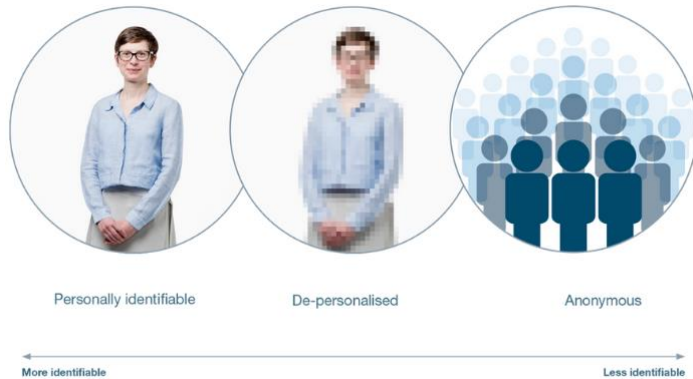 Personally identifiable
De-personalised
Anonymous
More identifiable
Less identifiable